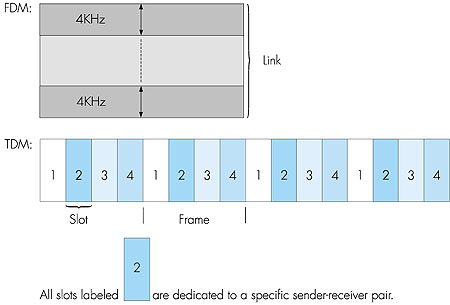 FDM:
4KHz
Link
4KHz
TDM:
1 2 3 4 1 2 3 4 1 2 3 4 1 2 3 4
Slot Frame
2
All slots labeled are dedicated to a specific sender-receiver pair.